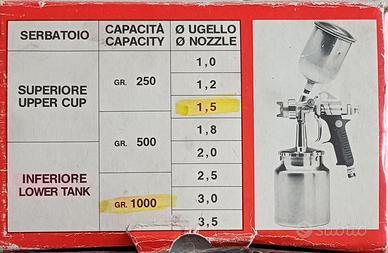 SERBATOIO
CAPACITÀ
CAPACITY
Ø UGELLO
Ø NOZZLE
SUPERIORE
UPPER CUP
INFERIORE
LOWER TANK
GR. 250
GR. 500
GR. 1000
1,0
1,2
1,5
1,8
2,0
2,5
3,0
3,5
subito